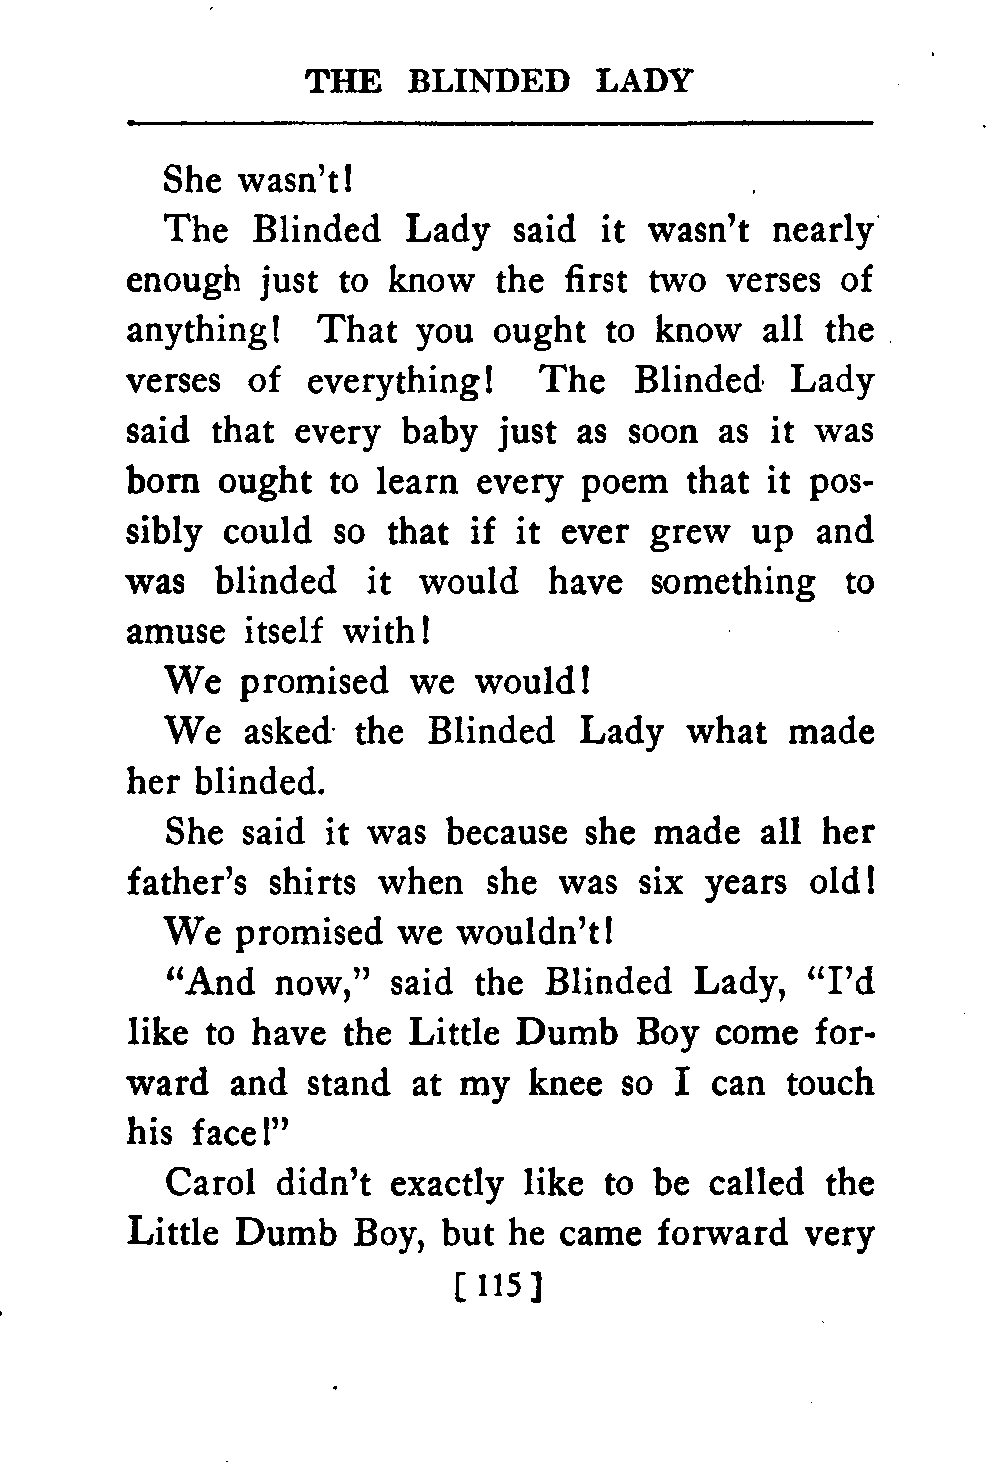 THE BLINDED LADY
She wasn't!
The Blinded Lady said it wasn't nearly
enough just to know the first two verses of
anything! That you ought to know all the
verses of everything! The Blinded Lady
said that every baby just as soon as it was
born ought to learn every poem that it pos-
sibly could so that if it ever grew up and
was blinded it would have something to
amuse itself with!
We promised we would!
We asked the Blinded Lady what made
her blinded.
She said it was because she made all her
father's shirts when she was six years old!
We promised we wouldn't!
“And now,” said the Blinded Lady, “I'd
like to have the Little Dumb Boy come for-
ward and stand at my knee so I can touch
his face!”
Carol didn't exactly like to be called the
Little Dumb Boy, but he came forward very
[ 115 ]